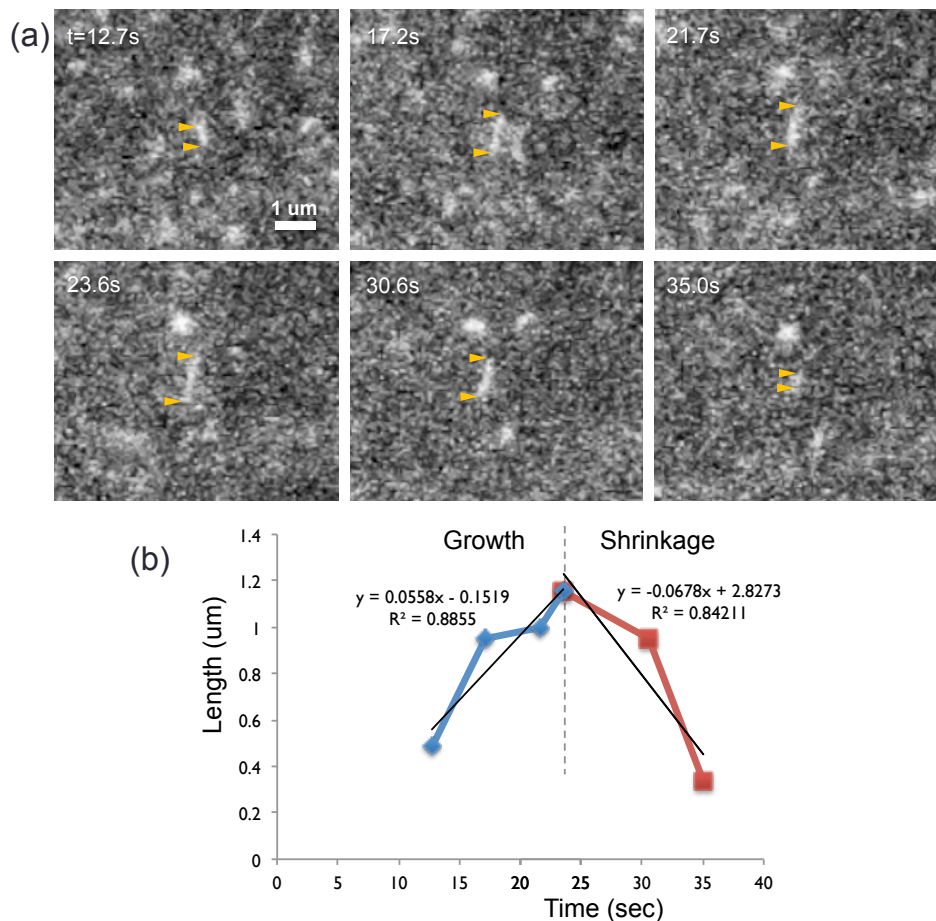 (a)
t=12.7s
17.2s
21.7s
1 um
23.6s
30.6s
35.0s
(b)
Growth
Shrinkage
y = 0.0558x - 0.1519
R² = 0.8855
y = -0.0678x + 2.8273
R² = 0.84211
Length (um)
1.4
1.2
1
0.8
0.6
0.4
0.2
0
0
5
10
15
20
25
30
35
40
Time (sec)